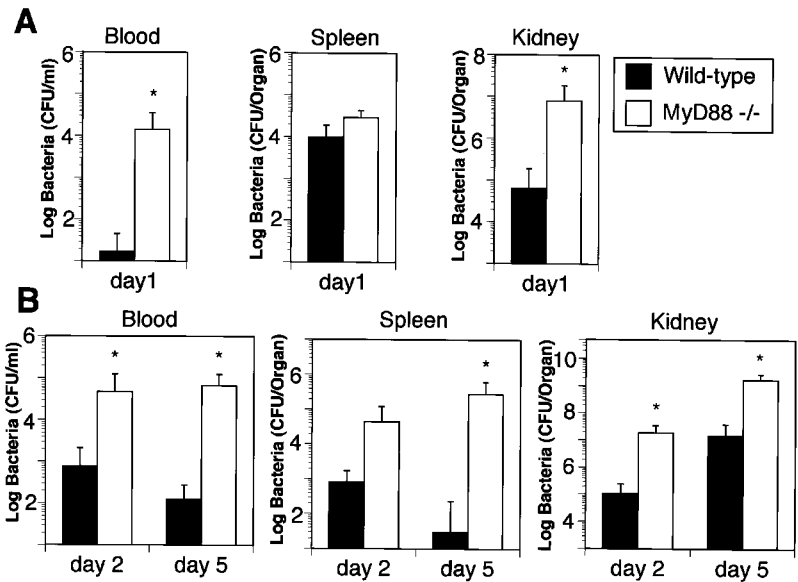 A
Blood
Spleen
Kidney
Log Bacteria (CFU/ml)
6
4
2
day1
Log Bacteria (CFU/Organ)
6
4
2
day1
Log Bacteria (CFU/Organ)
8
6
4
day1
*
*
Wild-type
MyD88 -/-
B
Blood
Spleen
Kidney
Log Bacteria (CFU/ml)
6
4
2
*
*
day 2
day 5
Log Bacteria (CFU/Organ)
6
4
2
*
day 2
day 5
Log Bacteria (CFU/Organ)
10
8
6
4
*
*
day 2
day 5